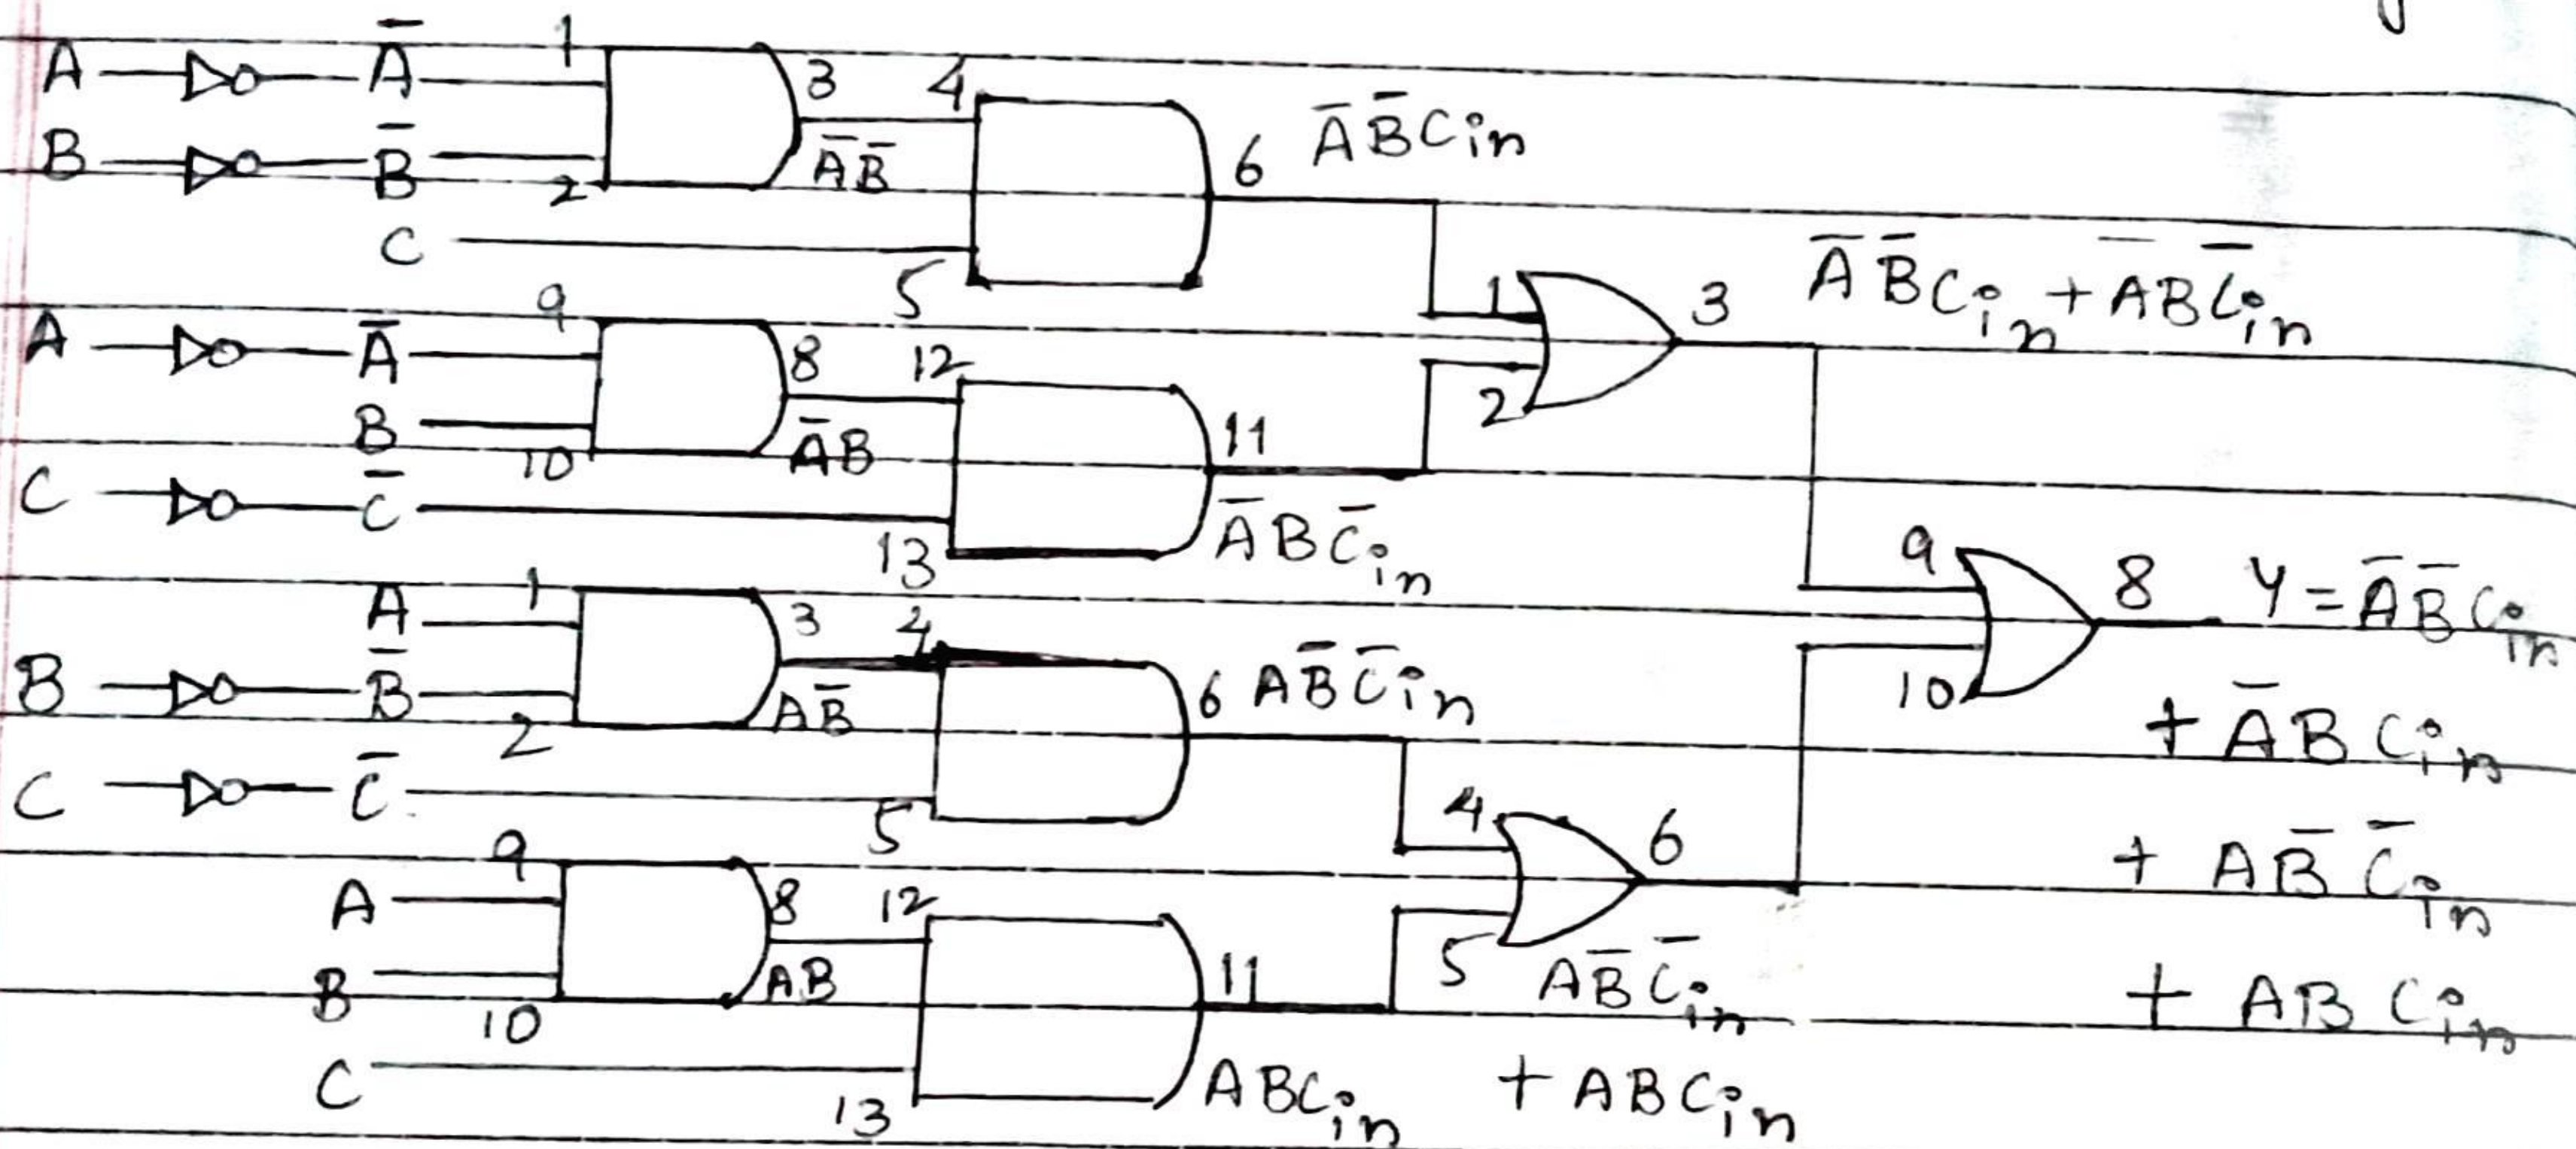 A Ā 1
B B̄ 2
3 ĀB̄ 4
C 5
6 ĀB̄Cin
A Ā 9
B 10
8 ĀB 12
C C̄ 13
11 ĀBC̄in
1 2 3 ĀB̄Cin + ĀBC̄in
A 1
B B̄ 2
3 AB̄ 4
C C̄ 5
6 AB̄C̄in
A 9
B 10
8 AB 12
C 13
11 ABCin
4 5 6 AB̄C̄in
+ ABCin
9 10 8 Y = ĀB̄Cin
+ ĀBCin
+ AB̄C̄in
+ ABCin